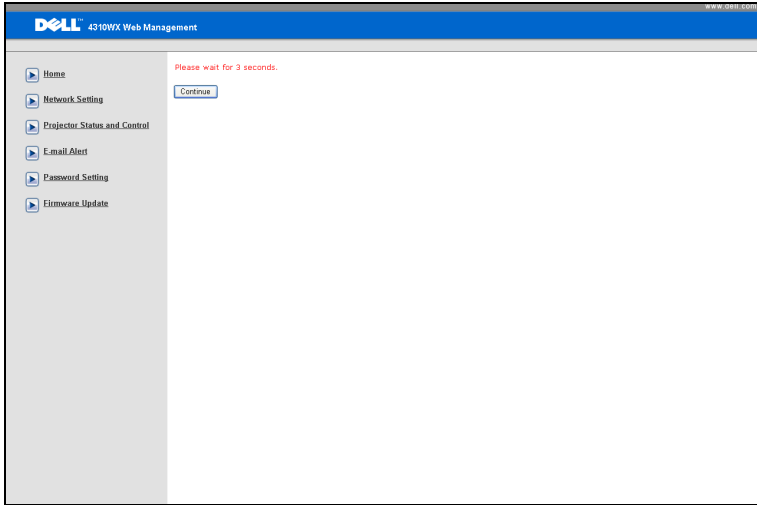 www.dell.com
DELL™ 4310WX Web Management
Home
Network Setting
Projector Status and Control
E-mail Alert
Password Setting
Firmware Update
Please wait for 3 seconds.
Continue